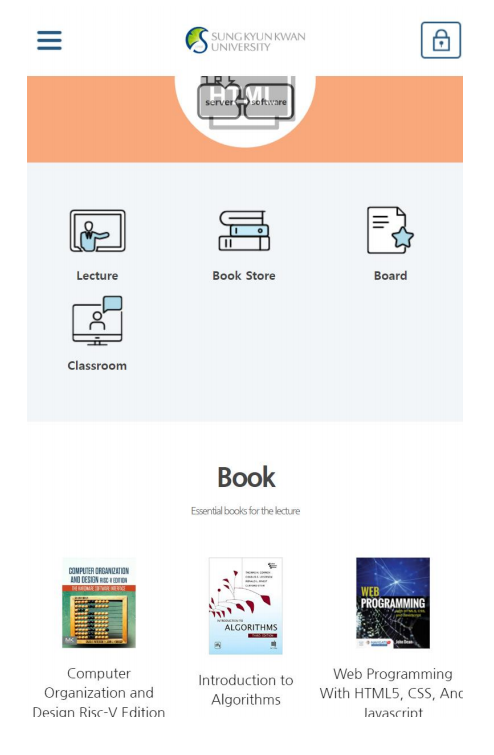 SUNG KYUN KWAN
UNIVERSITY
HTML
server software
Lecture
Book Store
Board
Classroom
Book
Essential books for the lecture
COMPUTER ORGANIZATION
AND DESIGN RISC-V EDITION
THE HARDWARE SOFTWARE INTERFACE
INTRODUCTION TO
ALGORITHMS
THIRD EDITION
WEB
PROGRAMMING
John Dean
Computer
Organization and
Design Risc-V Edition
Introduction to
Algorithms
Web Programming
With HTML5, CSS, And
Javascript